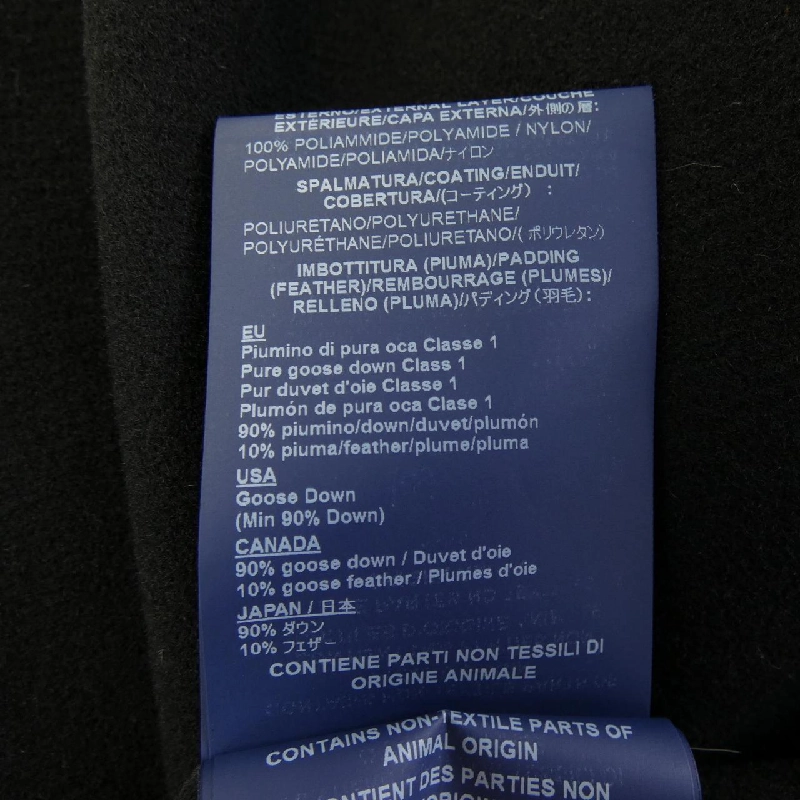 ESTERNO/EXTERNAL LAYER/COUCHE
EXTÉRIEURE/CAPA EXTERNA/外側の層:
100% POLIAMMIDE/POLYAMIDE / NYLON/
POLYAMIDE/POLIAMIDA/ナイロン
SPALMATURA/COATING/ENDUIT/
COBERTURA/(コーティング) :
POLIURETANO/POLYURETHANE/
POLYURÉTHANE/POLIURETANO/( ポリウレタン)
IMBOTTITURA (PIUMA)/PADDING
(FEATHER)/REMBOURRAGE (PLUMES)/
RELLENO (PLUMA)/パディング(羽毛):
EU
Piumino di pura oca Classe 1
Pure goose down Class 1
Pur duvet d'oie Classe 1
Plumón de pura oca Clase 1
90% piumino/down/duvet/plumón
10% piuma/feather/plume/pluma
USA
Goose Down
(Min 90% Down)
CANADA
90% goose down / Duvet d'oie
10% goose feather / Plumes d'oie
JAPAN / 日本
90% ダウン
10% フェザー
CONTIENE PARTI NON TESSILI DI
ORIGINE ANIMALE
CONTAINS NON-TEXTILE PARTS OF
ANIMAL ORIGIN
CONTIENT DES PARTIES NON